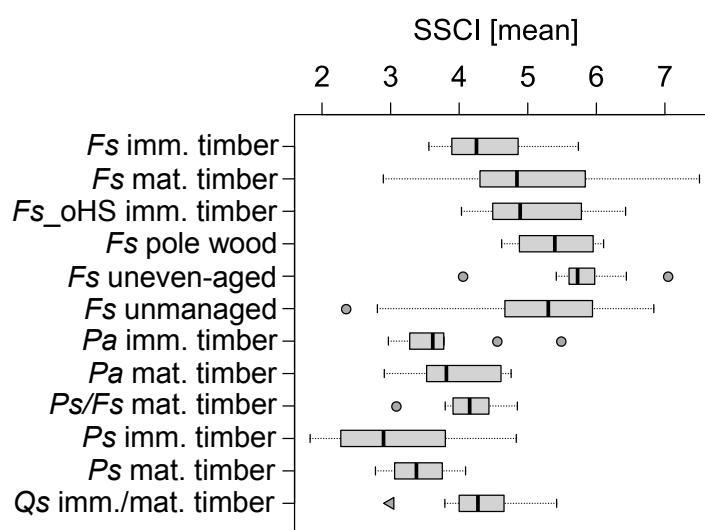 SSCI [mean]
2 3 4 5 6 7
Fs imm. timber
Fs mat. timber
Fs_oHS imm. timber
Fs pole wood
Fs uneven-aged
Fs unmanaged
Pa imm. timber
Pa mat. timber
Ps/Fs mat. timber
Ps imm. timber
Ps mat. timber
Qs imm./mat. timber